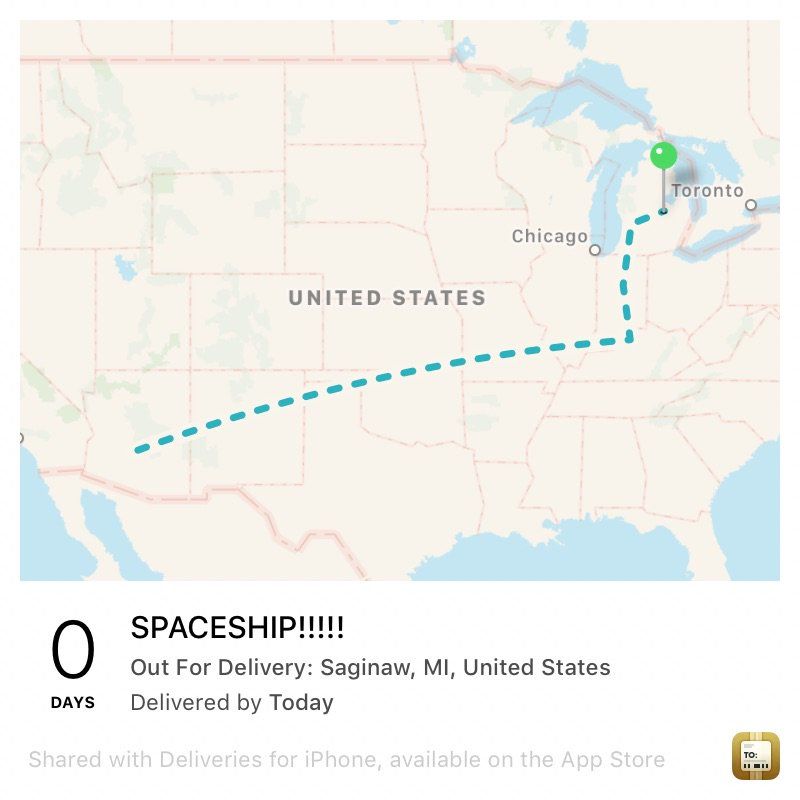 Toronto
Chicago
UNITED STATES
0
DAYS
SPACESHIP!!!!!
Out For Delivery: Saginaw, MI, United States
Delivered by Today
Shared with Deliveries for iPhone, available on the App Store
TO: